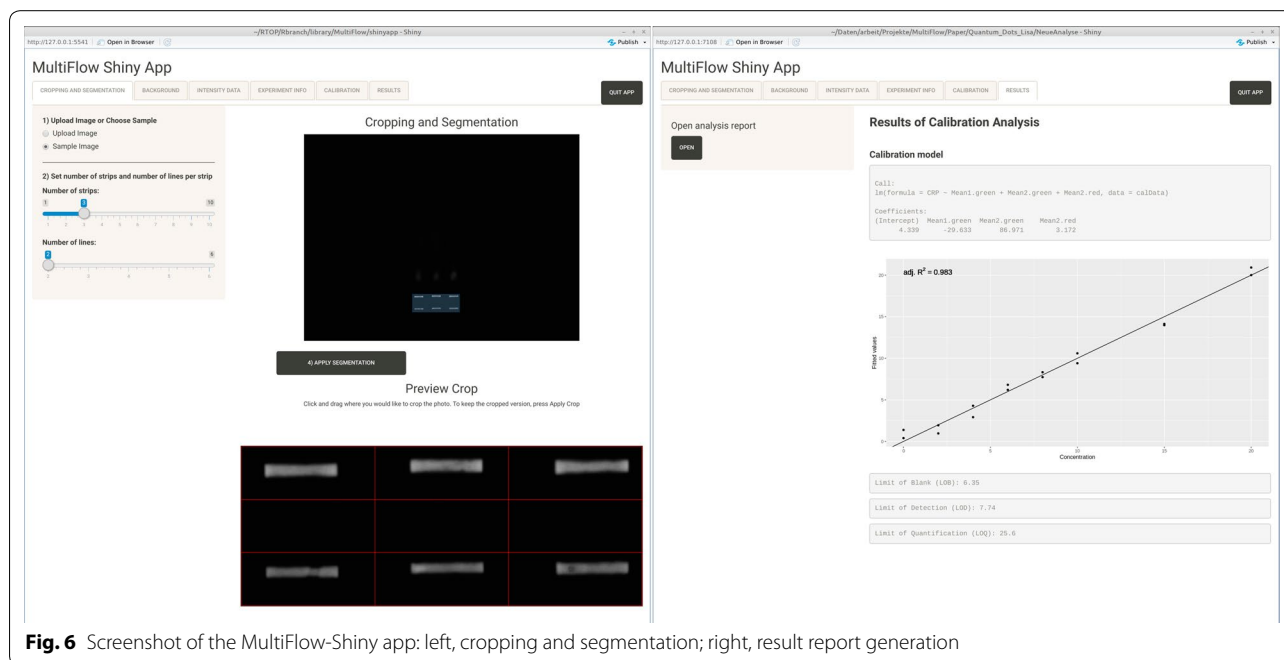 ~/RTOP/Rbranch/library/MultiFlow/shinyapp - Shiny
http://127.0.0.1:5541 Open in Browser Publish
MultiFlow Shiny App
CROPPING AND SEGMENTATION BACKGROUND INTENSITY DATA EXPERIMENT INFO CALIBRATION RESULTS QUIT APP
1) Upload Image or Choose Sample
Upload Image
Sample Image
2) Set number of strips and number of lines per strip
Number of strips:
1 3 10
1 2 3 4 5 6 7 8 9 10
Number of lines:
2 6
Cropping and Segmentation
4) APPLY SEGMENTATION
Preview Crop
Click and drag where you would like to crop the photo. To keep the cropped version, press Apply Crop
~/Daten/arbeit/Projekte/MultiFlow/Paper/Quantum_Dots_Lisa/NeueAnalyse - Shiny
http://127.0.0.1:7108 Open in Browser Publish
MultiFlow Shiny App
CROPPING AND SEGMENTATION BACKGROUND INTENSITY DATA EXPERIMENT INFO CALIBRATION RESULTS QUIT APP
Open analysis report
OPEN
Results of Calibration Analysis
Calibration model
Call:
lm(formula = CRP ~ Mean1.green + Mean2.green + Mean2.red, data = calData)
Coefficients:
(Intercept) Mean1.green Mean2.green Mean2.red
4.339 -29.633 86.971 3.172
adj. R² = 0.983
20
15
10
5
0
Fitted values
0 5 10 15 20
Concentration
Limit of Blank (LOB): 6.35
Limit of Detection (LOD): 7.74
Limit of Quantification (LOQ): 25.6
Fig. 6 Screenshot of the MultiFlow-Shiny app: left, cropping and segmentation; right, result report generation